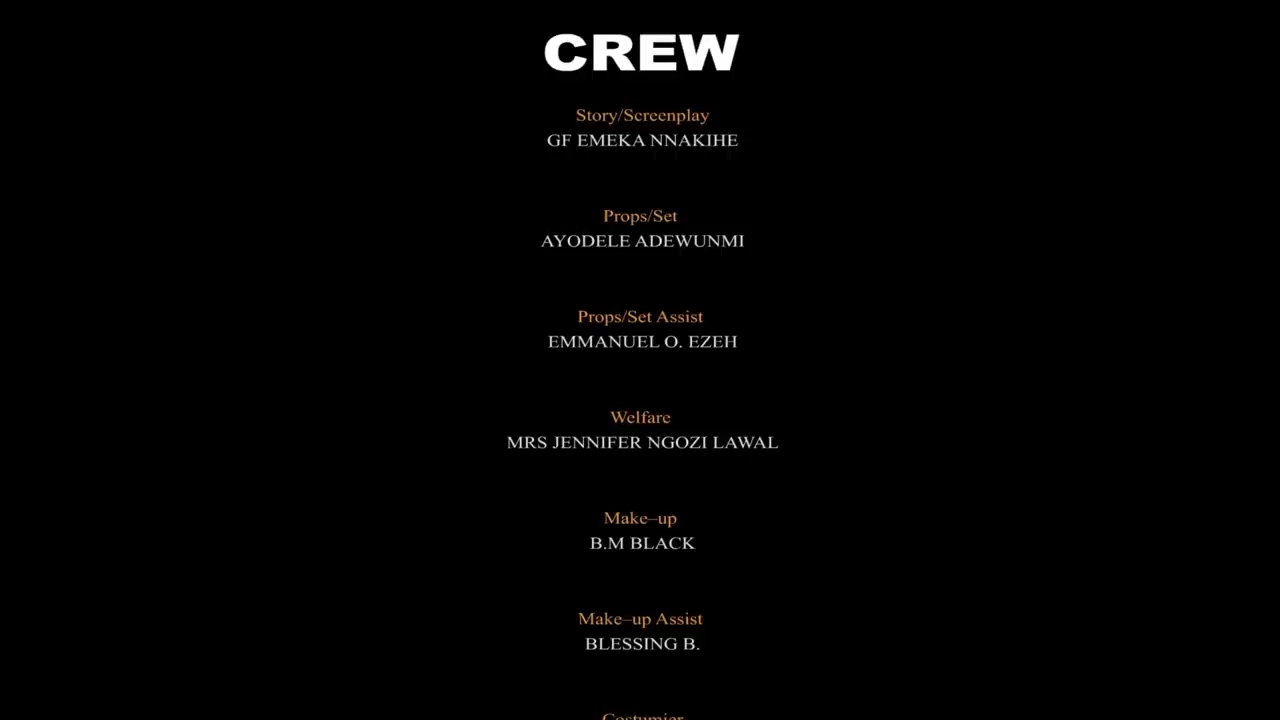 CREW
Story/Screenplay
GF EMEKA NNAKIHE
Props/Set
AYODELE ADEWUNMI
Props/Set Assist
EMMANUEL O. EZEH
Welfare
MRS JENNIFER NGOZI LAWAL
Make–up
B.M BLACK
Make–up Assist
BLESSING B.
Costumier